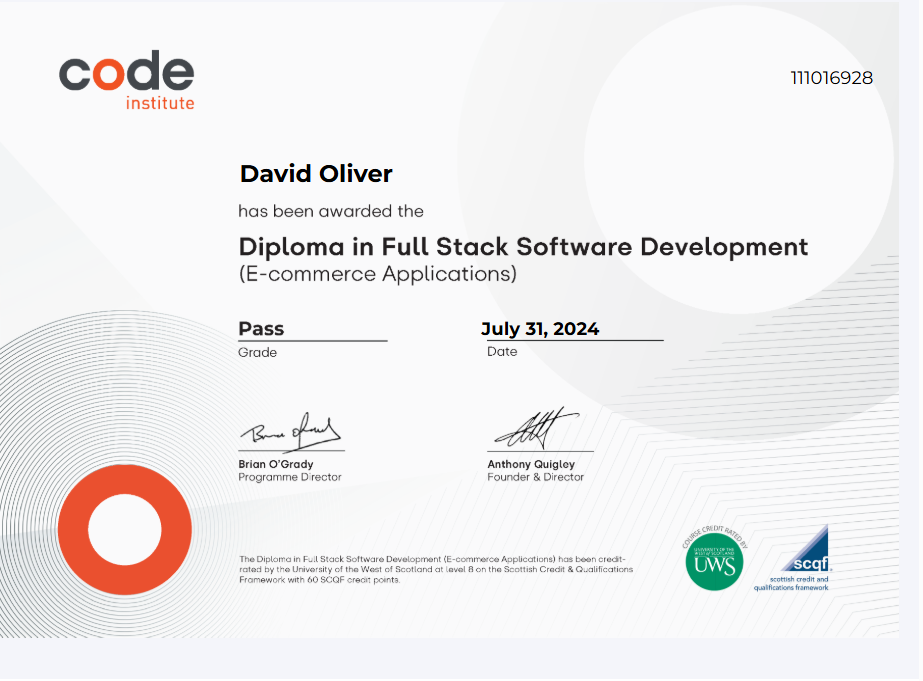 code
institute
111016928
David Oliver
has been awarded the
Diploma in Full Stack Software Development
(E-commerce Applications)
Pass
Grade
July 31, 2024
Date
Brian O'Grady
Programme Director
Anthony Quigley
Founder & Director
The Diploma in Full Stack Software Development (E-commerce Applications) has been credit-
rated by the University of the West of Scotland at level 8 on the Scottish Credit & Qualifications
Framework with 60 SCQF credit points.
COURSE CREDIT RATED BY
UNIVERSITY OF THE
WEST OF SCOTLAND
UWS
scqf
scottish credit and
qualifications framework